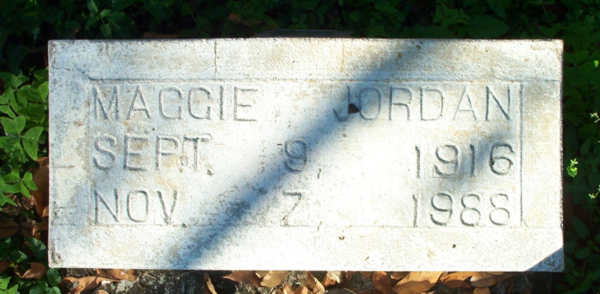 MAGGIE JORDAN
SEPT. 9, 1916
NOV. 7, 1988